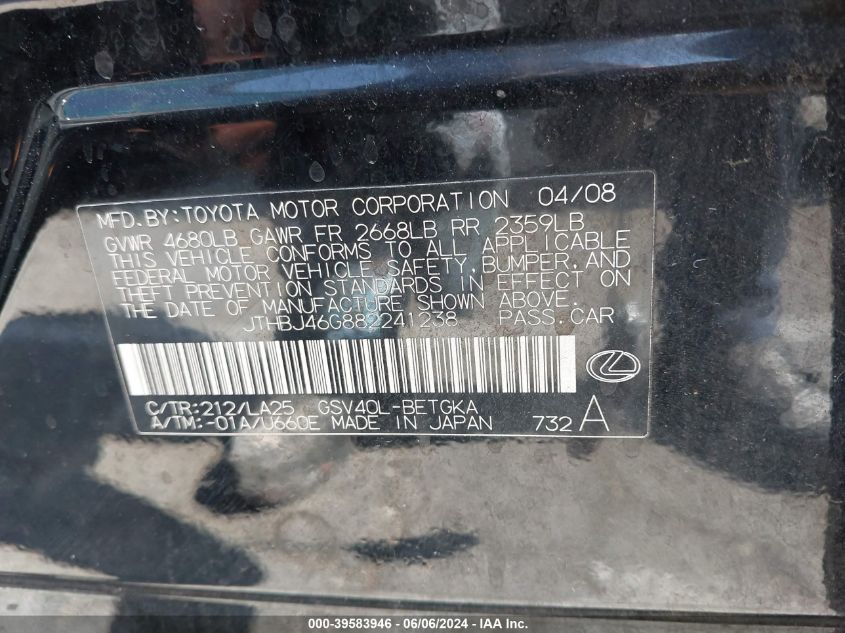 MFD.BY:TOYOTA MOTOR CORPORATION 04/08
GVWR 4680LB GAWR FR 2668LB RR 2359LB
THIS VEHICLE CONFORMS TO ALL APPLICABLE
FEDERAL MOTOR VEHICLE SAFETY, BUMPER, AND
THEFT PREVENTION STANDARDS IN EFFECT ON
THE DATE OF MANUFACTURE SHOWN ABOVE.
JTHBJ46G882241238 PASS.CAR
C/TR:212/LA25 GSV40L-BETGKA
A/TM:-01A/U660E MADE IN JAPAN 732 A
000-39583946 - 06/06/2024 - © IAA, Inc.